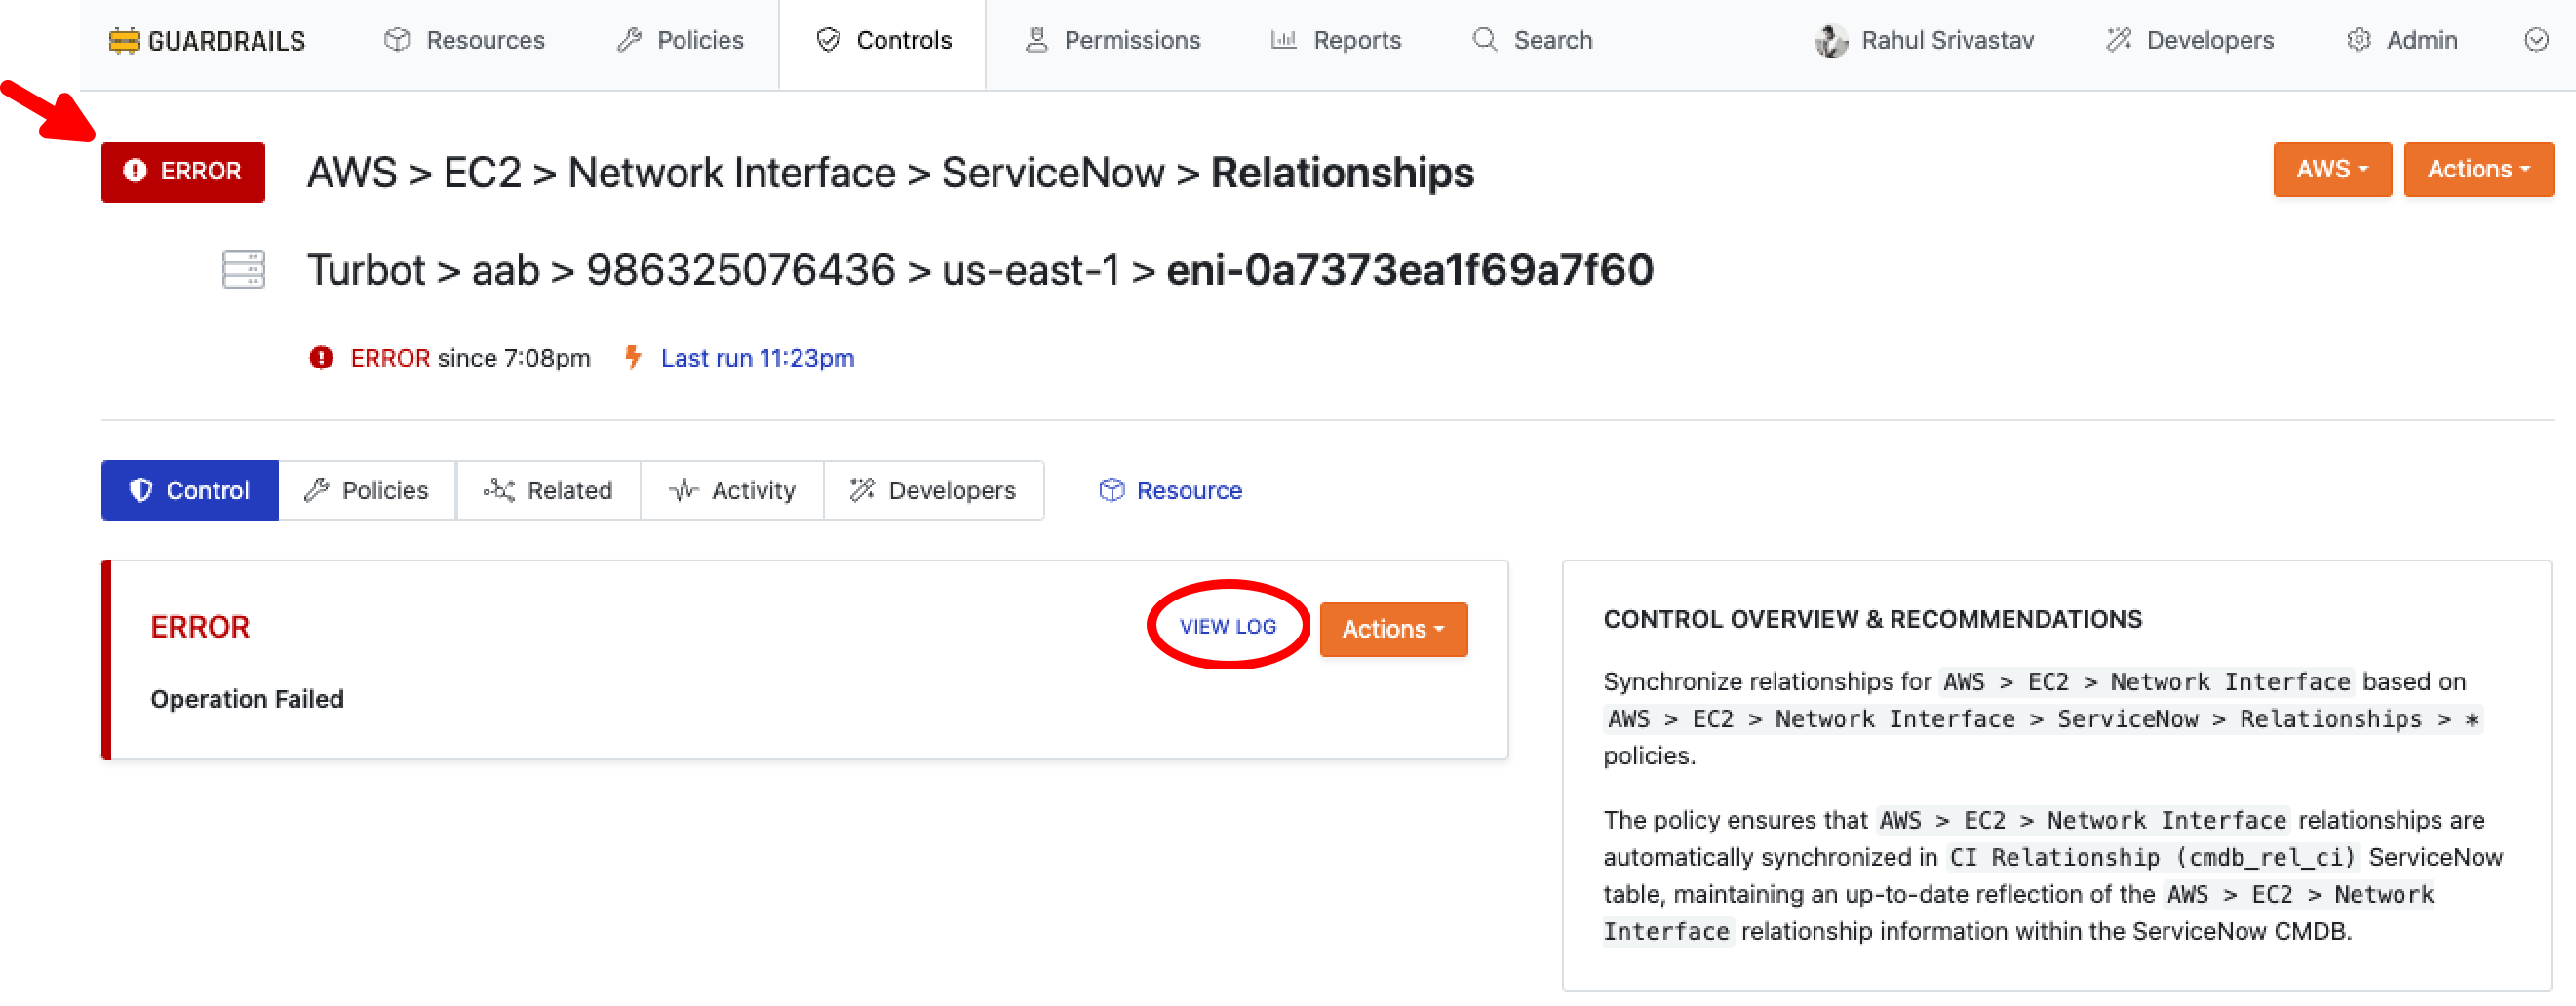 GUARDRAILS Resources Policies Controls Permissions Reports Search Rahul Srivastav Developers Admin
ERROR AWS > EC2 > Network Interface > ServiceNow > Relationships AWS Actions
Turbot > aab > 986325076436 > us-east-1 > eni-0a7373ea1f69a7f60
ERROR since 7:08pm Last run 11:23pm
Control Policies Related Activity Developers Resource
ERROR VIEW LOG Actions
Operation Failed
CONTROL OVERVIEW & RECOMMENDATIONS
Synchronize relationships for AWS > EC2 > Network Interface based on
AWS > EC2 > Network Interface > ServiceNow > Relationships > *
policies.
The policy ensures that AWS > EC2 > Network Interface relationships are
automatically synchronized in CI Relationship (cmdb_rel_ci) ServiceNow
table, maintaining an up-to-date reflection of the AWS > EC2 > Network
Interface relationship information within the ServiceNow CMDB.